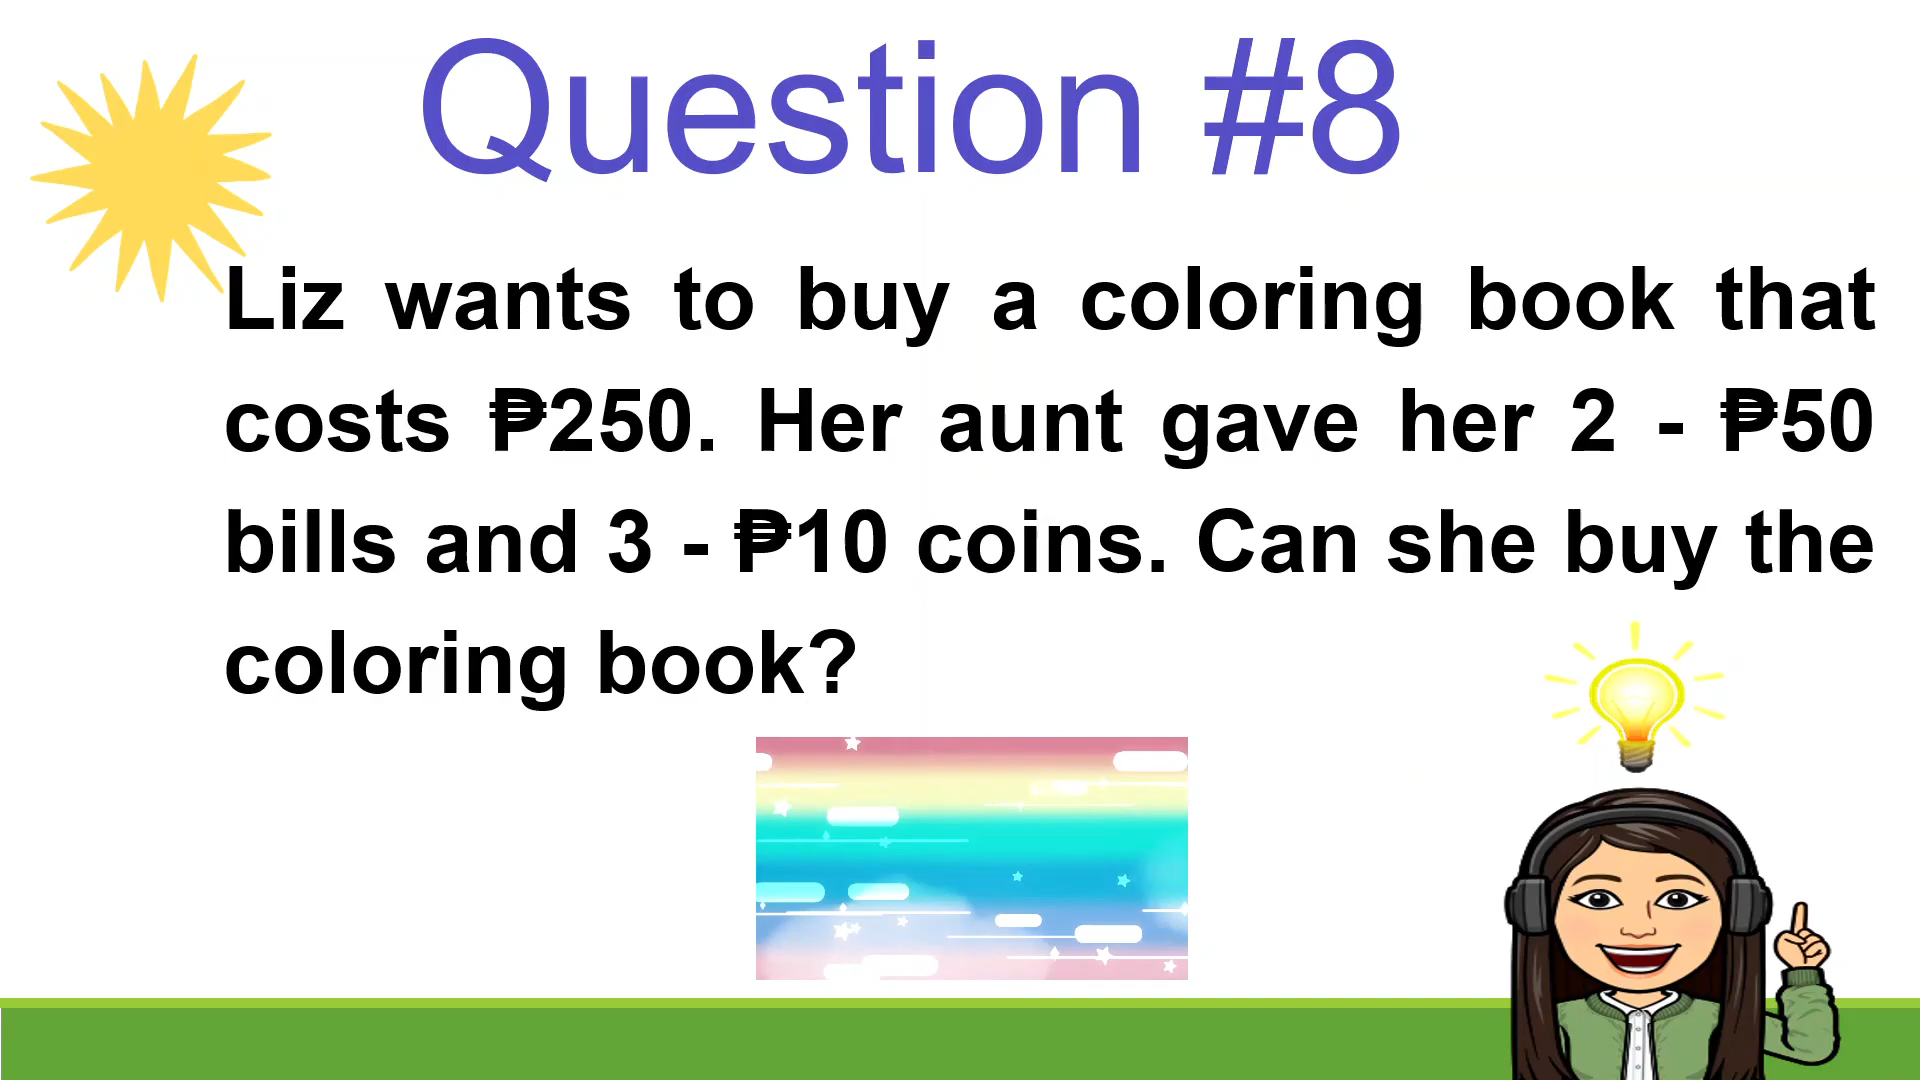 Question #8
Liz wants to buy a coloring book that
costs ₱250. Her aunt gave her 2 - ₱50
bills and 3 - ₱10 coins. Can she buy the
coloring book?